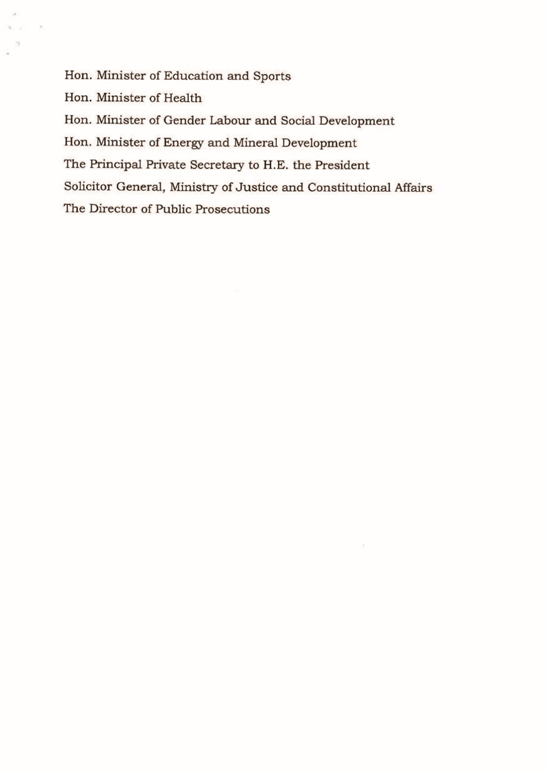 Hon. Minister of Education and Sports
Hon. Minister of Health
Hon. Minister of Gender Labour and Social Development
Hon. Minister of Energy and Mineral Development
The Principal Private Secretary to H.E. the President
Solicitor General, Ministry of Justice and Constitutional Affairs
The Director of Public Prosecutions